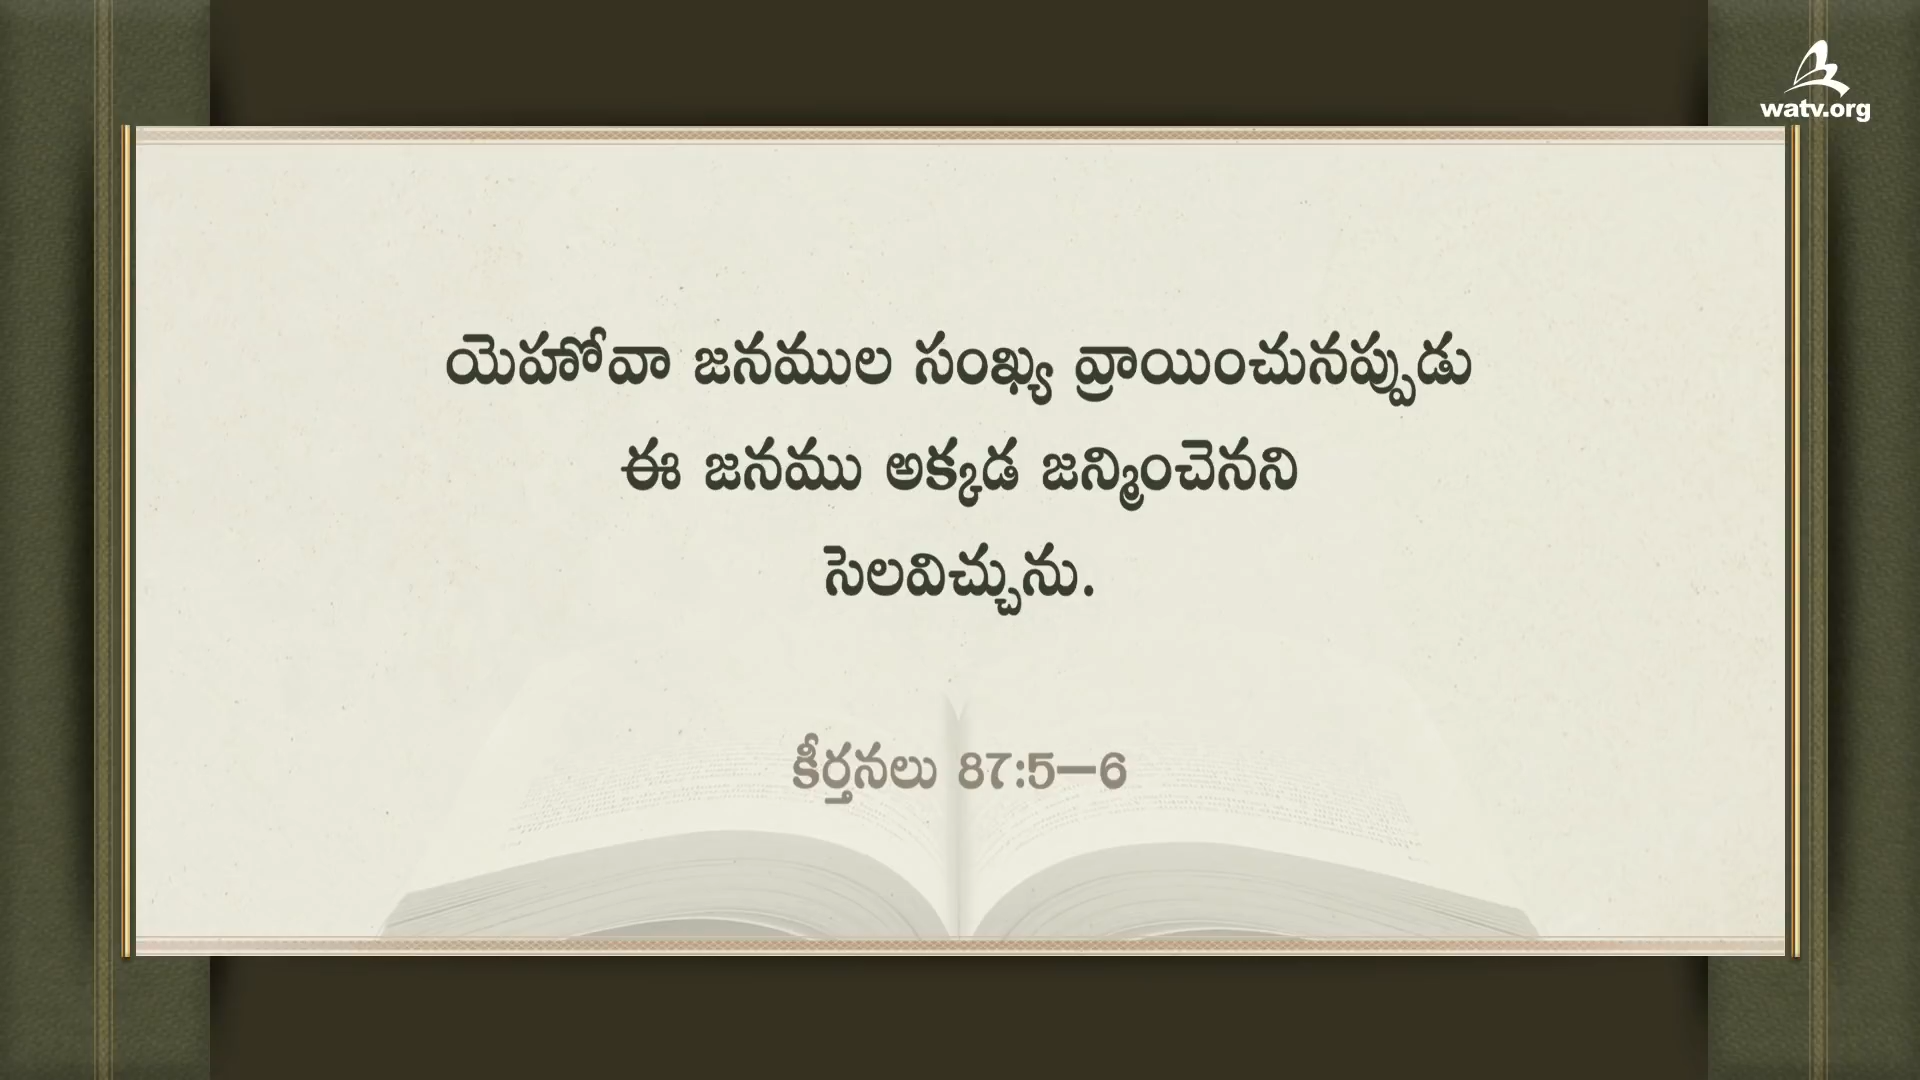 watv.org
యెహోవా జనముల సంఖ్య వ్రాయించునప్పుడు
ఈ జనము అక్కడ జన్మించెనని
సెలవిచ్చును.
కీర్తనలు 87:5–6